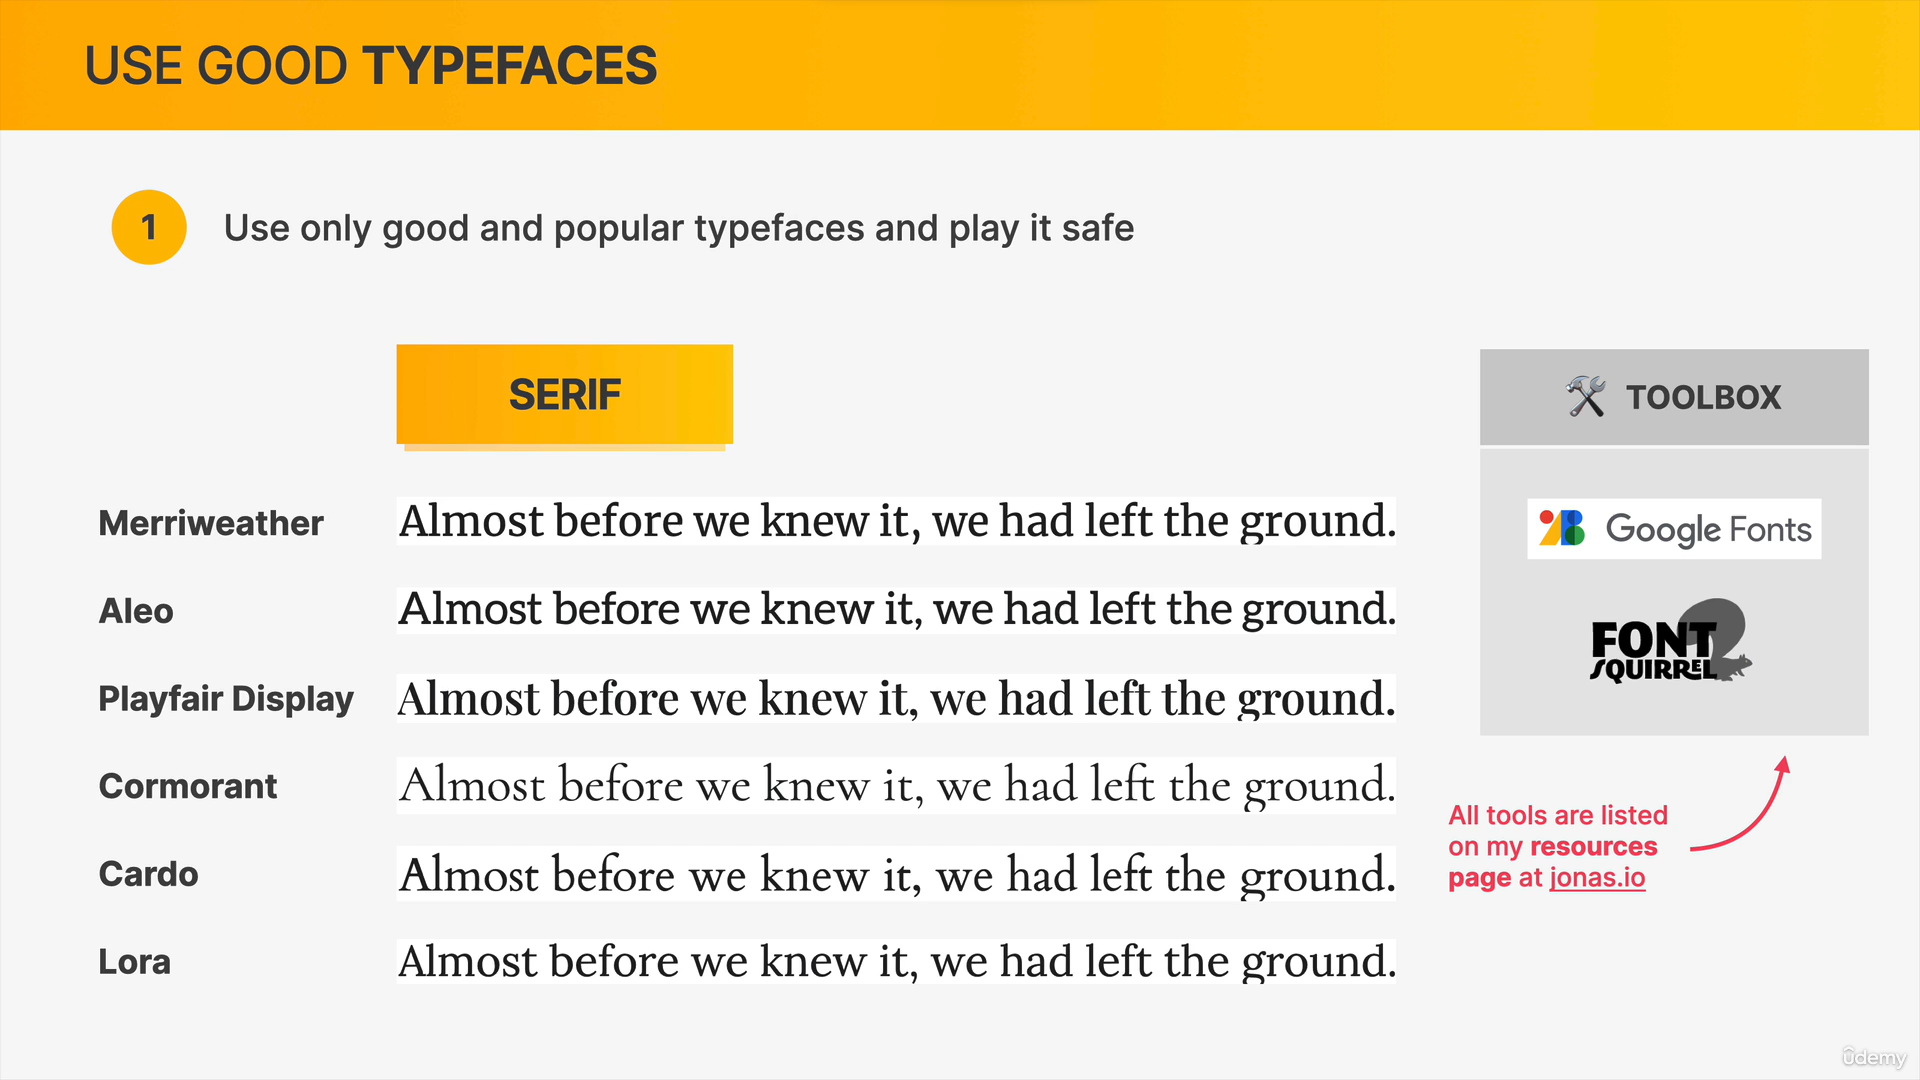 USE GOOD TYPEFACES
1 Use only good and popular typefaces and play it safe
SERIF
Merriweather Almost before we knew it, we had left the ground.
Aleo Almost before we knew it, we had left the ground.
Playfair Display Almost before we knew it, we had left the ground.
Cormorant Almost before we knew it, we had left the ground.
Cardo Almost before we knew it, we had left the ground.
Lora Almost before we knew it, we had left the ground.
TOOLBOX
Google Fonts
FONT
SQUIRREL
All tools are listed
on my resources
page at jonas.io
ûdemy